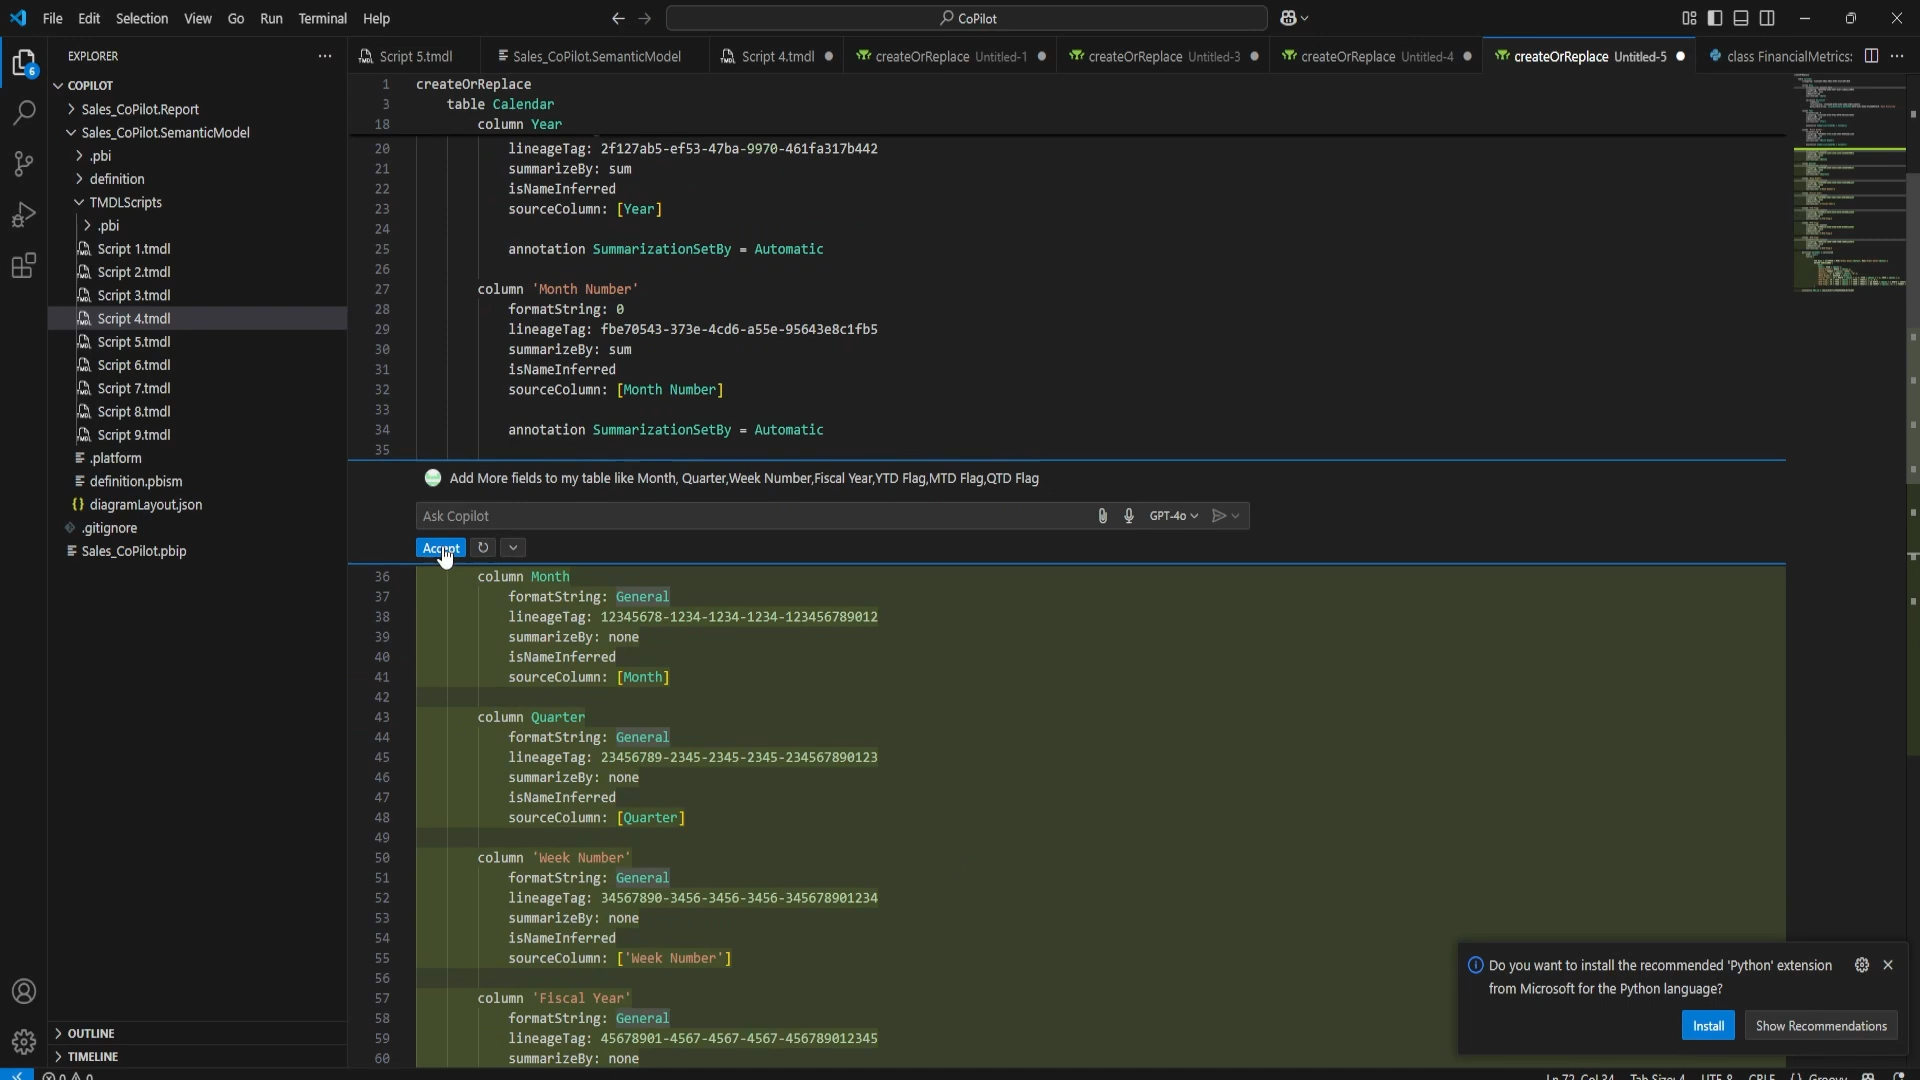 File Edit Selection View Go Run Terminal Help
CoPilot
EXPLORER
Script 5.tmdl
Sales_CoPilot.SemanticModel
Script 4.tmdl
createOrReplace Untitled-1
createOrReplace Untitled-3
createOrReplace Untitled-4
createOrReplace Untitled-5
class FinancialMetrics:
6
COPILOT
Sales_CoPilot.Report
Sales_CoPilot.SemanticModel
.pbi
definition
TMDLScripts
.pbi
Script 1.tmdl
Script 2.tmdl
Script 3.tmdl
Script 4.tmdl
Script 5.tmdl
Script 6.tmdl
Script 7.tmdl
Script 8.tmdl
Script 9.tmdl
.platform
definition.pbism
diagramLayout.json
.gitignore
Sales_CoPilot.pbip
OUTLINE
TIMELINE
1 createOrReplace
3 table Calendar
18 column Year
20 lineageTag: 2f127ab5-ef53-47ba-9970-461fa317b442
21 summarizeBy: sum
22 isNameInferred
23 sourceColumn: [Year]
24
25 annotation SummarizationSetBy = Automatic
26
27 column 'Month Number'
28 formatString: 0
29 lineageTag: fbe70543-373e-4cd6-a55e-95643e8c1fb5
30 summarizeBy: sum
31 isNameInferred
32 sourceColumn: [Month Number]
33
34 annotation SummarizationSetBy = Automatic
35
Add More fields to my table like Month, Quarter,Week Number,Fiscal Year,YTD Flag,MTD Flag,QTD Flag
Ask Copilot
GPT-4o
Accept
36 column Month
37 formatString: General
38 lineageTag: 12345678-1234-1234-1234-123456789012
39 summarizeBy: none
40 isNameInferred
41 sourceColumn: [Month]
42
43 column Quarter
44 formatString: General
45 lineageTag: 23456789-2345-2345-2345-234567890123
46 summarizeBy: none
47 isNameInferred
48 sourceColumn: [Quarter]
49
50 column 'Week Number'
51 formatString: General
52 lineageTag: 34567890-3456-3456-3456-345678901234
53 summarizeBy: none
54 isNameInferred
55 sourceColumn: ['Week Number']
56
57 column 'Fiscal Year'
58 formatString: General
59 lineageTag: 45678901-4567-4567-4567-456789012345
60 summarizeBy: none
Do you want to install the recommended 'Python' extension
from Microsoft for the Python language?
Install
Show Recommendations
Ln 72, Col 34 Tab Size: 4 UTF-8 CRLF {} Groovy